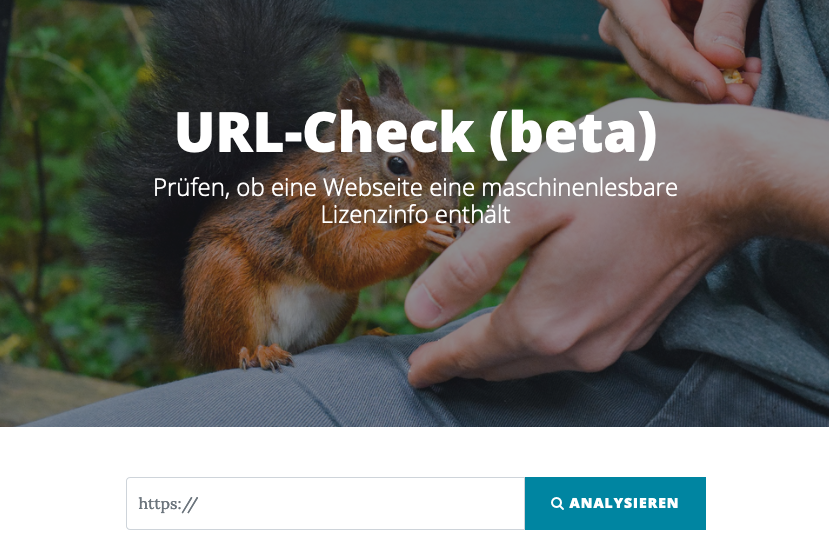 URL-Check (beta)
Prüfen, ob eine Webseite eine maschinenlesbare
Lizenzinfo enthält
https://
ANALYSIEREN